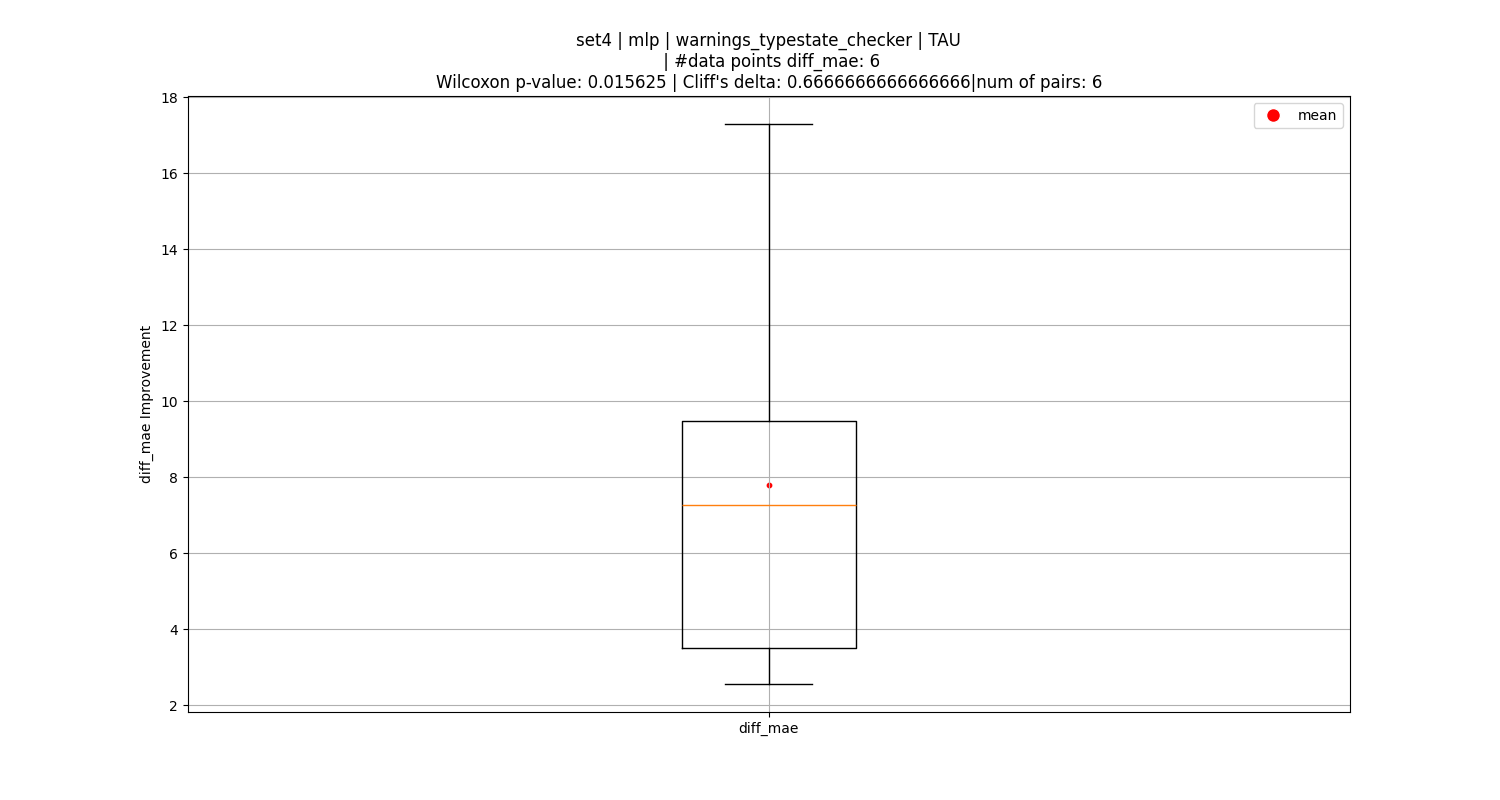 set4 | mlp | warnings_typestate_checker | TAU
| #data points diff_mae: 6
Wilcoxon p-value: 0.015625 | Cliff's delta: 0.6666666666666666|num of pairs: 6
mean
18
16
14
12
10
8
6
4
2
diff_mae Improvement
diff_mae